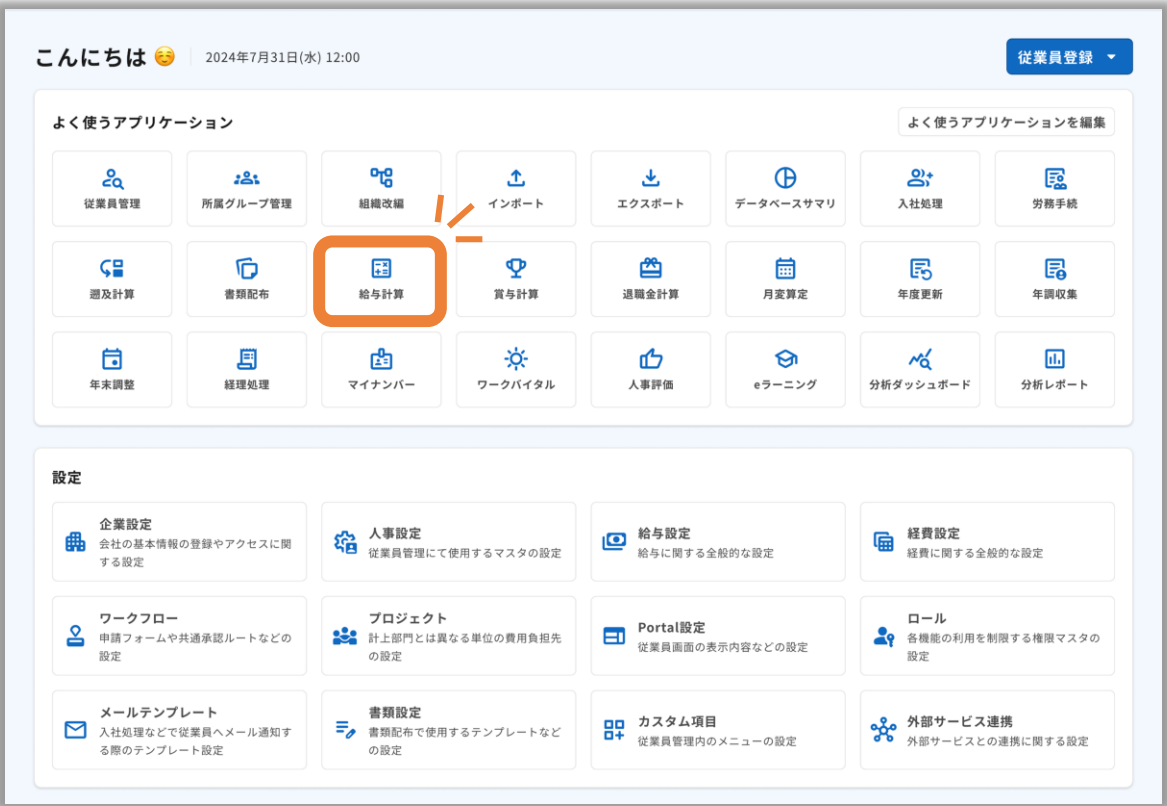 こんにちは 😊 2024年7月31日(水) 12:00
従業員登録
よく使うアプリケーション
よく使うアプリケーションを編集
従業員管理
所属グループ管理
組織改編
インポート
エクスポート
データベースサマリ
入社処理
労務手続
遡及計算
書類配布
給与計算
賞与計算
退職金計算
月変算定
年度更新
年調収集
年末調整
経理処理
マイナンバー
ワークバイタル
人事評価
eラーニング
分析ダッシュボード
分析レポート
設定
企業設定
会社の基本情報の登録やアクセスに関
する設定
人事設定
従業員管理にて使用するマスタの設定
給与設定
給与に関する全般的な設定
経費設定
経費に関する全般的な設定
ワークフロー
申請フォームや共通承認ルートなどの
設定
プロジェクト
計上部門とは異なる単位の費用負担先
の設定
Portal設定
従業員画面の表示内容などの設定
ロール
各機能の利用を制限する権限マスタの
設定
メールテンプレート
入社処理などで従業員へメール通知す
る際のテンプレート設定
書類設定
書類配布で使用するテンプレートなど
の設定
カスタム項目
従業員管理内のメニューの設定
外部サービス連携
外部サービスとの連携に関する設定